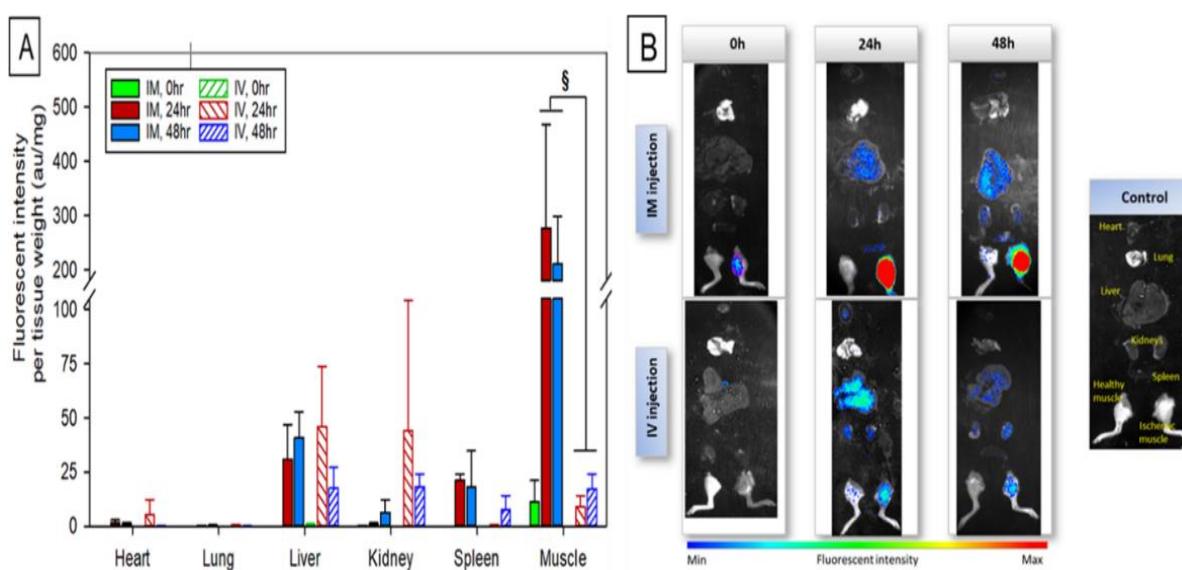 A
Fluorescent intensity
per tissue weight (au/mg)
600
500
400
300
200
100
75
50
25
0
IM, 0hr
IM, 24hr
IM, 48hr
IV, 0hr
IV, 24hr
IV, 48hr
§
Heart
Lung
Liver
Kidney
Spleen
Muscle
B
0h
24h
48h
IM injection
IV injection
Min
Fluorescent intensity
Max
Control
Heart
Lung
Liver
Kidneys
Spleen
Healthy
muscle
Ischemic
muscle